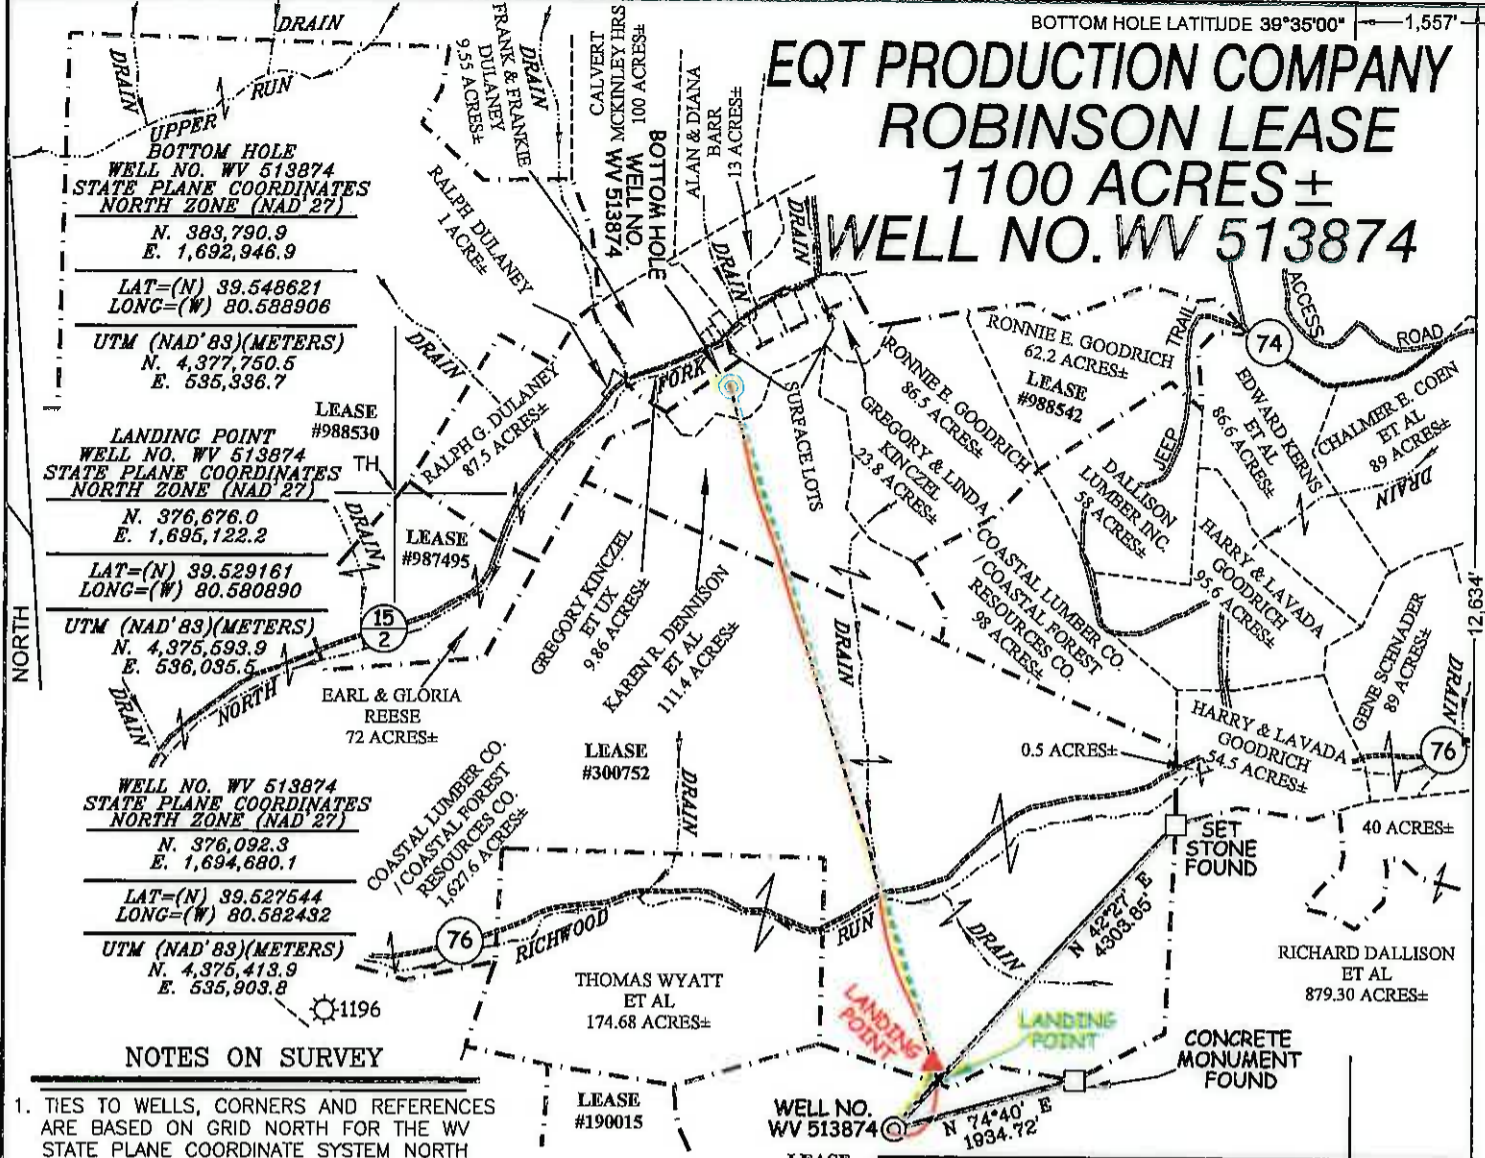 BOTTOM HOLE LATITUDE 39°35'00"
1,557'
EQT PRODUCTION COMPANY
ROBINSON LEASE
1100 ACRES±
WELL NO. WV 513874
DRAIN
DRAIN
UPPER
RUN
BOTTOM HOLE
WELL NO. WV 513874
STATE PLANE COORDINATES
NORTH ZONE (NAD'27)
N. 383,790.9
E. 1,692,946.9
LAT=(N) 39.548621
LONG=(W) 80.588906
UTM (NAD'83)(METERS)
N. 4,377,750.5
E. 535,336.7
LANDING POINT
WELL NO. WV 513874
STATE PLANE COORDINATES
NORTH ZONE (NAD'27)
N. 376,676.0
E. 1,695,122.2
LAT=(N) 39.529161
LONG=(W) 80.580890
UTM (NAD'83)(METERS)
N. 4,375,593.9
E. 536,035.5
WELL NO. WV 513874
STATE PLANE COORDINATES
NORTH ZONE (NAD'27)
N. 376,092.3
E. 1,694,680.1
LAT=(N) 39.527544
LONG=(W) 80.582432
UTM (NAD'83)(METERS)
N. 4,375,413.9
E. 535,903.8
1196
NOTES ON SURVEY
1. TIES TO WELLS, CORNERS AND REFERENCES
ARE BASED ON GRID NORTH FOR THE WV
STATE PLANE COORDINATE SYSTEM NORTH
NORTH
FRANK & FRANKIE
DULANEY
9.55 ACRES±
DRAIN
CALVERT
MCKINLEY HRS
100 ACRES±
BOTTOM HOLE
WELL NO.
WV 513874
ALAN & DIANA
BARR
13 ACRES±
DRAIN
DRAIN
RALPH DULANEY
1 ACRE±
DRAIN
LEASE
#988530
TH
RALPH G. DULANEY
87.5 ACRES±
FORK
SURFACE LOTS
DRAIN
LEASE
#987495
15
2
NORTH
DRAIN
EARL & GLORIA
REESE
72 ACRES±
GREGORY KINCZEL
ET UX
9.86 ACRES±
KAREN R. DENNISON
ET AL
111.4 ACRES±
DRAIN
GREGORY & LINDA
KINCZEL
23.8 ACRES±
RONNIE E. GOODRICH
86.5 ACRES±
RONNIE E. GOODRICH
62.2 ACRES±
LEASE
#988542
JEEP
TRAIL
74
ACCESS
ROAD
EDWARD KERNS
ET AL
86.6 ACRES±
CHALMER E. COEN
ET AL
89 ACRES±
DRAIN
DALLISON
LUMBER INC.
58 ACRES±
HARRY & LAVADA
GOODRICH
95.6 ACRES±
COASTAL LUMBER CO.
/COASTAL FOREST
RESOURCES CO.
98 ACRES±
GENE SCHNADER
89 ACRES±
DRAIN
12,634'
HARRY & LAVADA
GOODRICH
54.5 ACRES±
76
0.5 ACRES±
LEASE
#300752
DRAIN
COASTAL LUMBER CO.
/COASTAL FOREST
RESOURCES CO.
1,627.6 ACRES±
76
RICHWOOD
RUN
DRAIN
SET
STONE
FOUND
40 ACRES±
N 42°27' E
4303.85'
RICHARD DALLISON
ET AL
879.30 ACRES±
THOMAS WYATT
ET AL
174.68 ACRES±
LANDING
POINT
LANDING
POINT
CONCRETE
MONUMENT
FOUND
LEASE
#190015
WELL NO.
WV 513874
N 74°40' E
1934.72'
LEASE